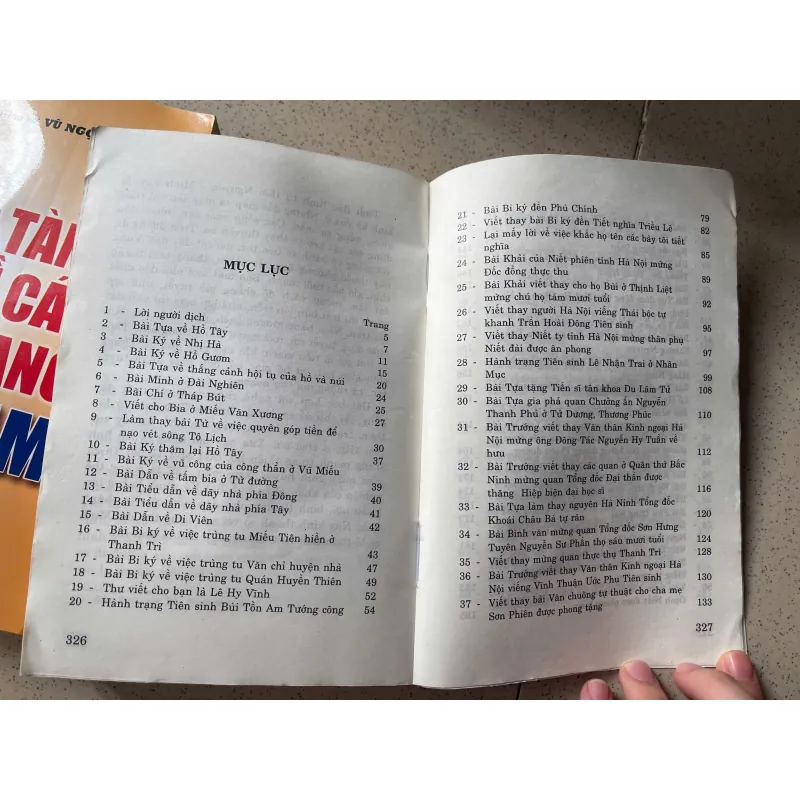 VŨ NGỌ
TÀN
CÁ
ANG
M
MỤC LỤC
Trang
1 - Lời người dịch 5
2 - Bài Tựa về Hồ Tây 7
3 - Bài Ký về Nhị Hà 11
4 - Bài Ký về Hồ Gươm 15
5 - Bài Tựa về thắng cảnh hội tụ của hồ và núi 20
6 - Bài Minh ở Đài Nghiên 24
7 - Bài Chí ở Tháp Bút 25
8 - Viết cho Bia ở Miếu Văn Xương 27
9 - Làm thay bài Tử về việc quyên góp tiền để
nạo vét sông Tô Lịch 30
10 - Bài Ký thăm lại Hồ Tây 37
11 - Bài Ký về vũ công của công thần ở Vũ Miếu 39
12 - Bài Dẫn về tấm bia ở Từ đường 40
13 - Bài Tiểu dẫn về dãy nhà phía Đông 41
14 - Bài Tiểu dẫn về dãy nhà phía Tây 42
15 - Bài Dẫn về Di Viên
16 - Bài Bi ký về việc trùng tu Miếu Tiên hiền ở
Thanh Trì 43
17 - Bài Bi ký về việc trùng tu Văn chỉ huyện nhà 47
18 - Bài Bi ký về việc trùng tu Quán Huyền Thiên 49
19 - Thư viết cho bạn là Lê Hy Vĩnh 52
20 - Hành trạng Tiên sinh Bùi Tồn Am Tướng công 54
326
21 - Bài Bi ký đền Phú Chính 79
22 - Viết thay bài Bi ký đền Tiết nghĩa Triều Lê 82
23 - Lại mấy lời về việc khắc họ tên các bảy tôi tiết
nghĩa 85
24 - Bài Khải của Niết phiên tỉnh Hà Nội mừng
Đốc đồng thực thu 89
25 - Bài Khải viết thay cho họ Bùi ở Thịnh Liệt
mừng chú họ tám mươi tuổi 92
26 - Viết thay người Hà Nội viếng Thái bộc tự
khanh Trần Hoài Đông Tiên sinh 95
27 - Viết thay Niết ty tỉnh Hà Nội mừng thân phụ
Niết đài được ân phong 97
28 - Hành trạng Tiên sinh Lê Nhận Trai ở Nhân
Mục 99
29 - Bài Tựa tặng Tiến sĩ tân khoa Du Lâm Tử 108
30 - Bài Tựa gia phả quan Chưởng ấn Nguyễn
Thanh Phủ ở Tử Dương, Thương Phức 110
31 - Bài Trướng viết thay Văn thân Kinh ngoại Hà
Nội mừng ông Đông Tác Nguyễn Hy Tuần về
hưu 112
32 - Bài Trướng viết thay các quan ở Quân thứ Bắc
Ninh mừng quan Tổng đốc Đại thần được
thăng Hiệp biện đại học sĩ 116
33 - Bài Tựa làm thay nguyên Hà Ninh Tổng đốc
Khoái Châu Bá tự rán 120
34 - Bài Bình văn mừng quan Tổng đốc Sơn Hưng
Tuyên Nguyễn Sư Phần thọ sáu mươi tuổi 124
35 - Viết thay mừng quan thực thụ Thanh Trì 128
36 - Bài Trướng viết thay Văn thân Kinh ngoại Hà
Nội viếng Vĩnh Thuận Ước Phu Tiên sinh 130
37 - Viết thay bài Văn chuông tự thuật cho cha mẹ
Sơn Phiên được phong tặng 133
327